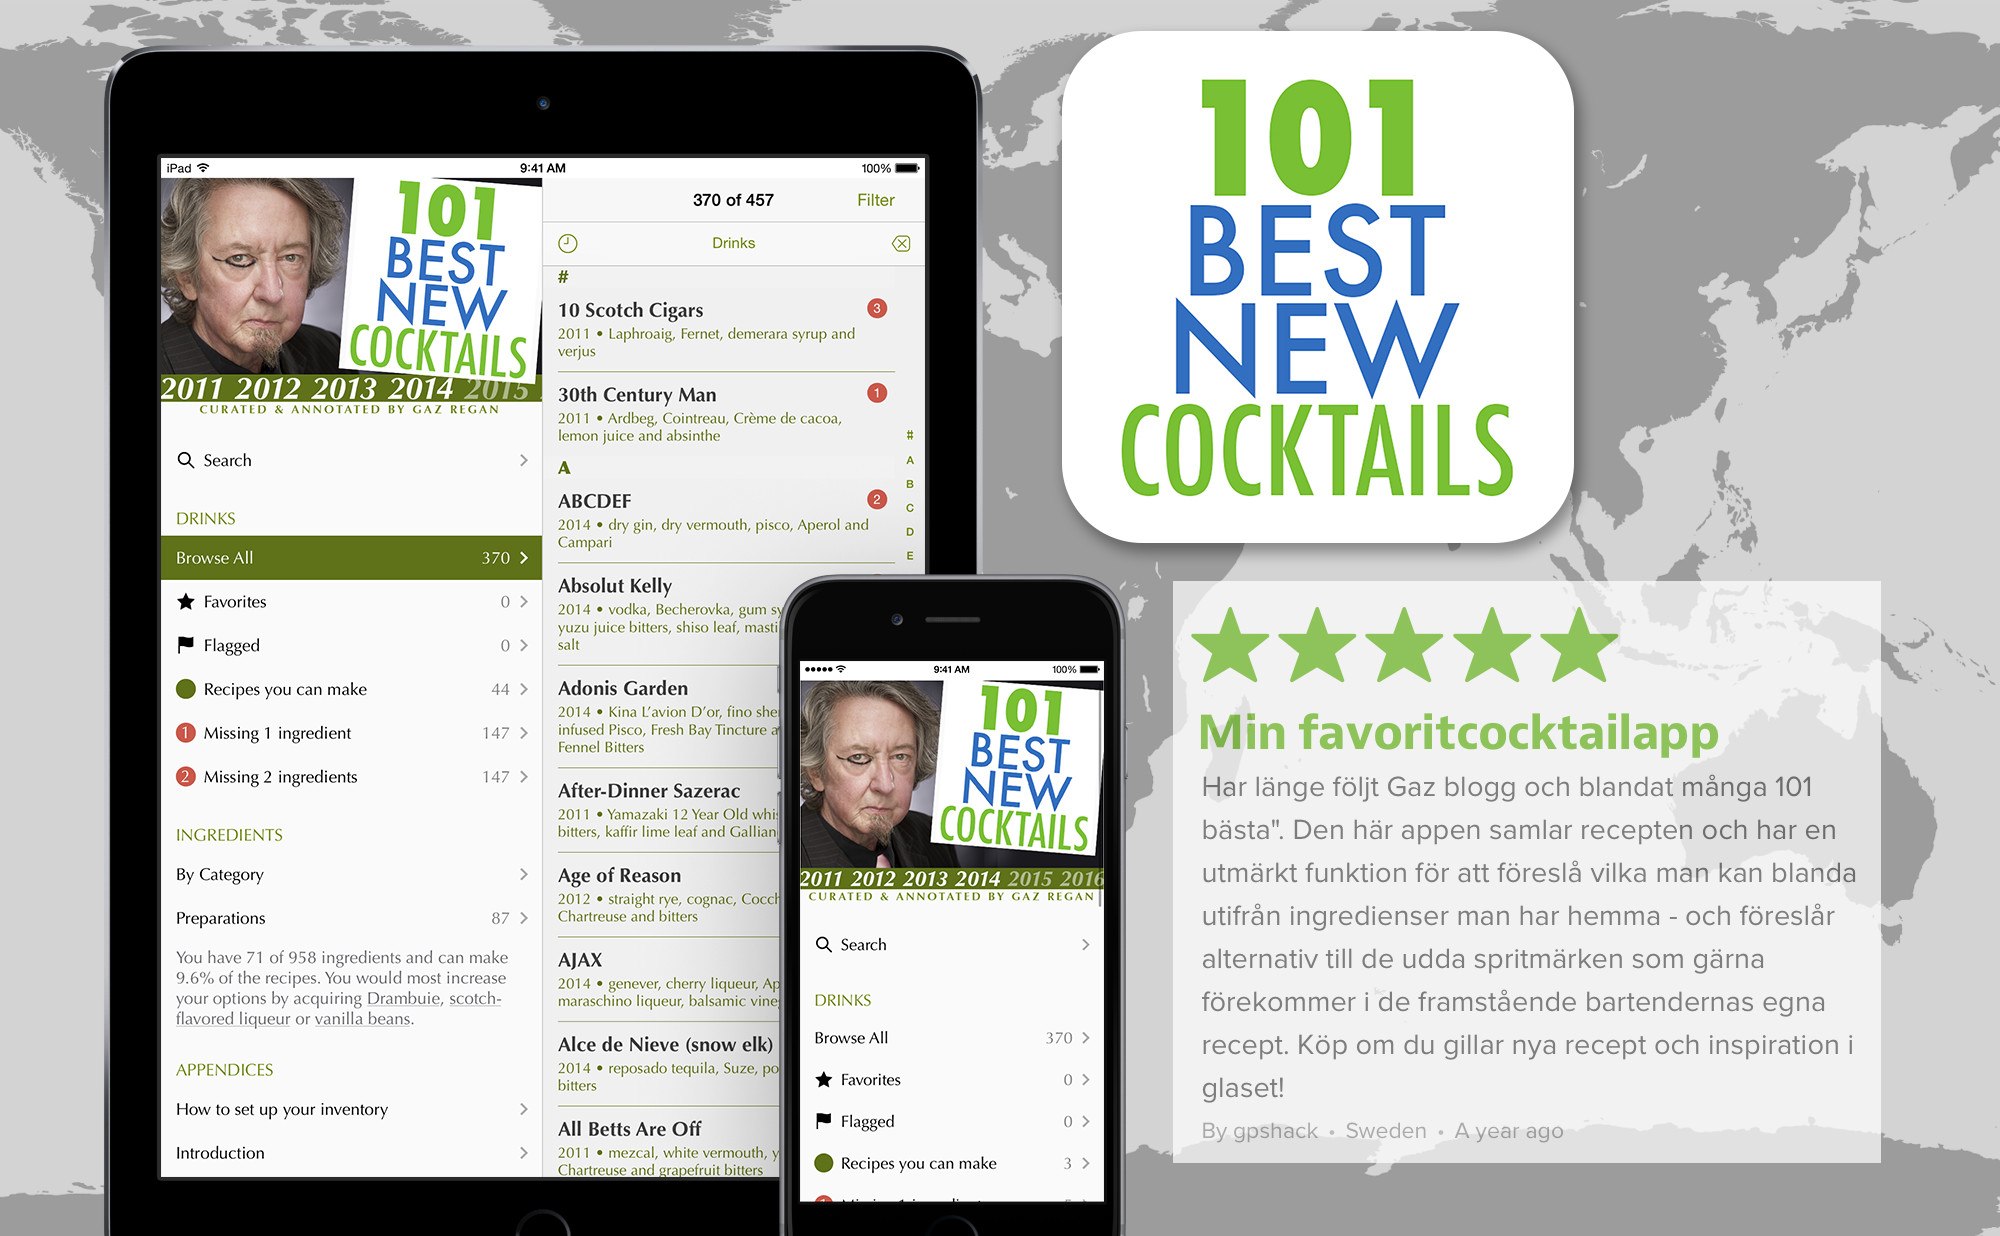 iPad
9:41 AM
100%
101
BEST
NEW
COCKTAILS
2011 2012 2013 2014 2015
CURATED & ANNOTATED BY GAZ REGAN
Search
DRINKS
Browse All 370
Favorites 0
Flagged 0
Recipes you can make 44
1 Missing 1 ingredient 147
2 Missing 2 ingredients 147
INGREDIENTS
By Category
Preparations 87
You have 71 of 958 ingredients and can make
9.6% of the recipes. You would most increase
your options by acquiring Drambuie, scotch-
flavored liqueur or vanilla beans.
APPENDICES
How to set up your inventory
Introduction
370 of 457
Filter
Drinks
#
10 Scotch Cigars 3
2011 • Laphroaig, Fernet, demerara syrup and
verjus
30th Century Man 1
2011 • Ardbeg, Cointreau, Crème de cacoa,
lemon juice and absinthe
A
ABCDEF 2
2014 • dry gin, dry vermouth, pisco, Aperol and
Campari
Absolut Kelly
2014 • vodka, Becherovka, gum sy
yuzu juice bitters, shiso leaf, masti
salt
Adonis Garden
2014 • Kina L'avion D'or, fino she
infused Pisco, Fresh Bay Tincture a
Fennel Bitters
After-Dinner Sazerac
2011 • Yamazaki 12 Year Old whis
bitters, kaffir lime leaf and Gallian
Age of Reason
2012 • straight rye, cognac, Cocch
Chartreuse and bitters
AJAX
2014 • genever, cherry liqueur, Ap
maraschino liqueur, balsamic vine
Alce de Nieve (snow elk)
2014 • reposado tequila, Suze, po
bitters
All Betts Are Off
2011 • mezcal, white vermouth, y
Chartreuse and grapefruit bitters
#
A
B
C
D
E
9:41 AM
100%
101
BEST
NEW
COCKTAILS
2011 2012 2013 2014 2015 2016
CURATED & ANNOTATED BY GAZ REGAN
Search
DRINKS
Browse All 370
Favorites 0
Flagged 0
Recipes you can make 3
101
BEST
NEW
COCKTAILS
Min favoritcocktailapp
Har länge följt Gaz blogg och blandat många 101
bästa". Den här appen samlar recepten och har en
utmärkt funktion för att föreslå vilka man kan blanda
utifrån ingredienser man har hemma - och föreslår
alternativ till de udda spritmärken som gärna
förekommer i de framstående bartendernas egna
recept. Köp om du gillar nya recept och inspiration i
glaset!
By gpshack • Sweden • A year ago